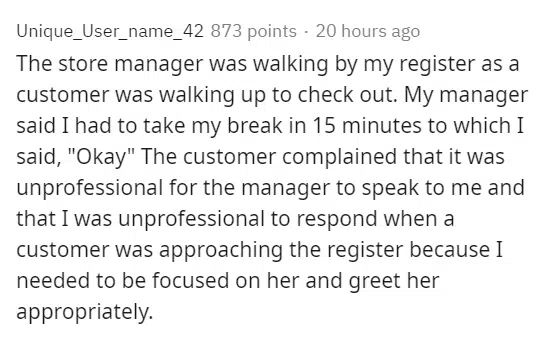 Unique_User_name_42 873 points · 20 hours ago
The store manager was walking by my register as a
customer was walking up to check out. My manager
said I had to take my break in 15 minutes to which I
said, "Okay" The customer complained that it was
unprofessional for the manager to speak to me and
that I was unprofessional to respond when a
customer was approaching the register because I
needed to be focused on her and greet her
appropriately.